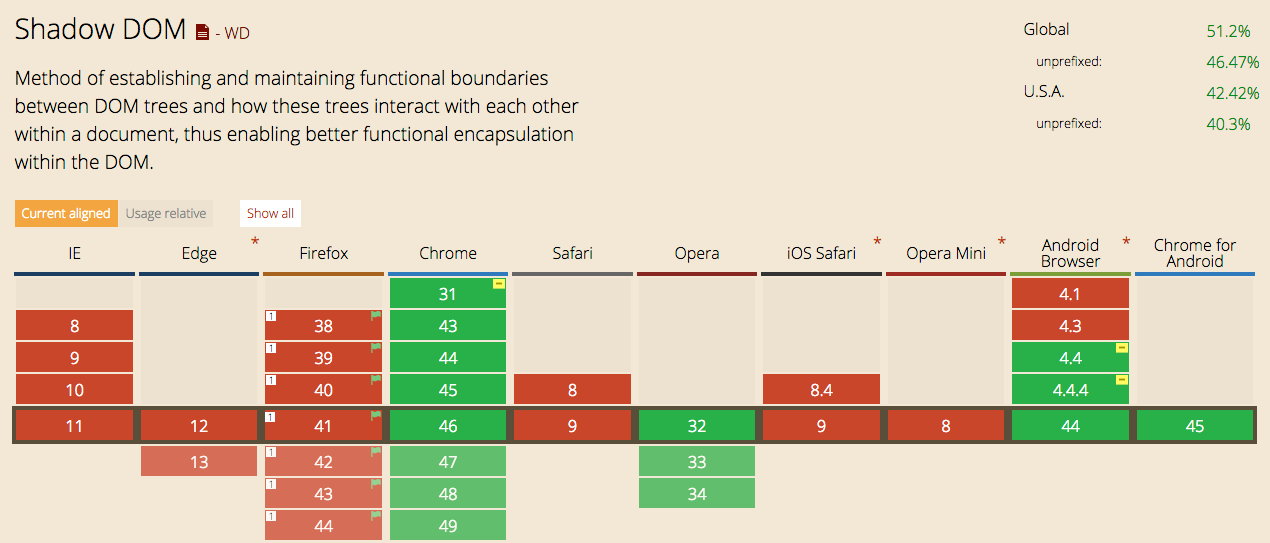 Shadow DOM - WD
Global 51.2%
unprefixed: 46.47%
U.S.A. 42.42%
unprefixed: 40.3%
Method of establishing and maintaining functional boundaries
between DOM trees and how these trees interact with each other
within a document, thus enabling better functional encapsulation
within the DOM.
Current aligned Usage relative Show all
IE Edge * Firefox Chrome Safari Opera iOS Safari * Opera Mini * Android Browser * Chrome for Android
31 4.1
8 1 38 43 4.3
9 1 39 44 4.4
10 1 40 45 8 8.4 4.4.4
11 12 1 41 46 9 32 9 8 44 45
13 1 42 47 33
1 43 48 34
1 44 49